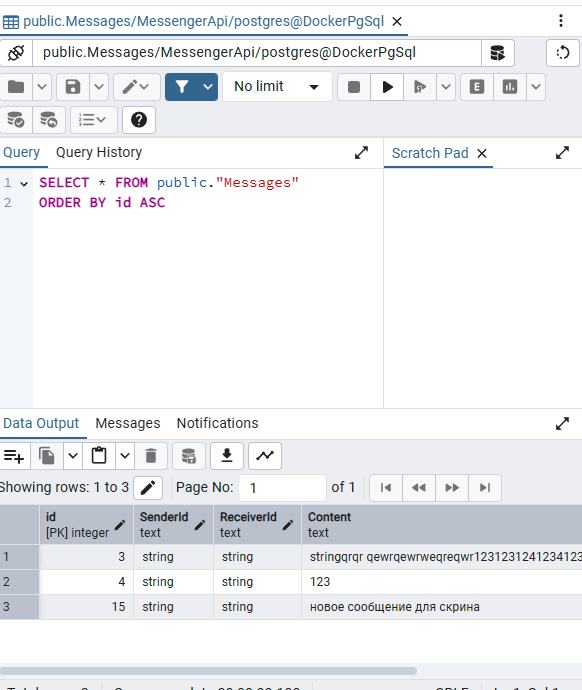 public.Messages/MessengerApi/postgres@DockerPgSql
public.Messages/MessengerApi/postgres@DockerPgSql
No limit
E
Query Query History
Scratch Pad
1 SELECT * FROM public."Messages"
2 ORDER BY id ASC
Data Output Messages Notifications
Showing rows: 1 to 3 Page No: 1 of 1
id SenderId ReceiverId Content
[PK] integer text text text
1 3 string string stringqrqr qewrqewrweqreqwr1231231241234123
2 4 string string 123
3 15 string string новое сообщение для скрина